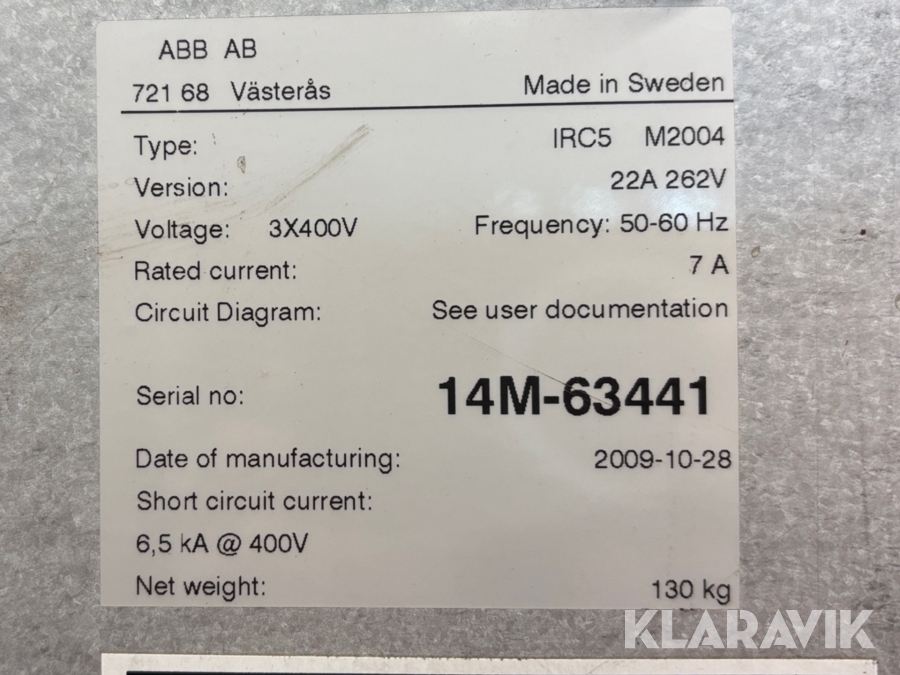 ABB AB
721 68 Västerås Made in Sweden
Type: IRC5 M2004
Version: 22A 262V
Voltage: 3X400V Frequency: 50-60 Hz
Rated current: 7 A
Circuit Diagram: See user documentation
Serial no: 14M-63441
Date of manufacturing: 2009-10-28
Short circuit current:
6,5 kA @ 400V
Net weight: 130 kg
KLARAVIK